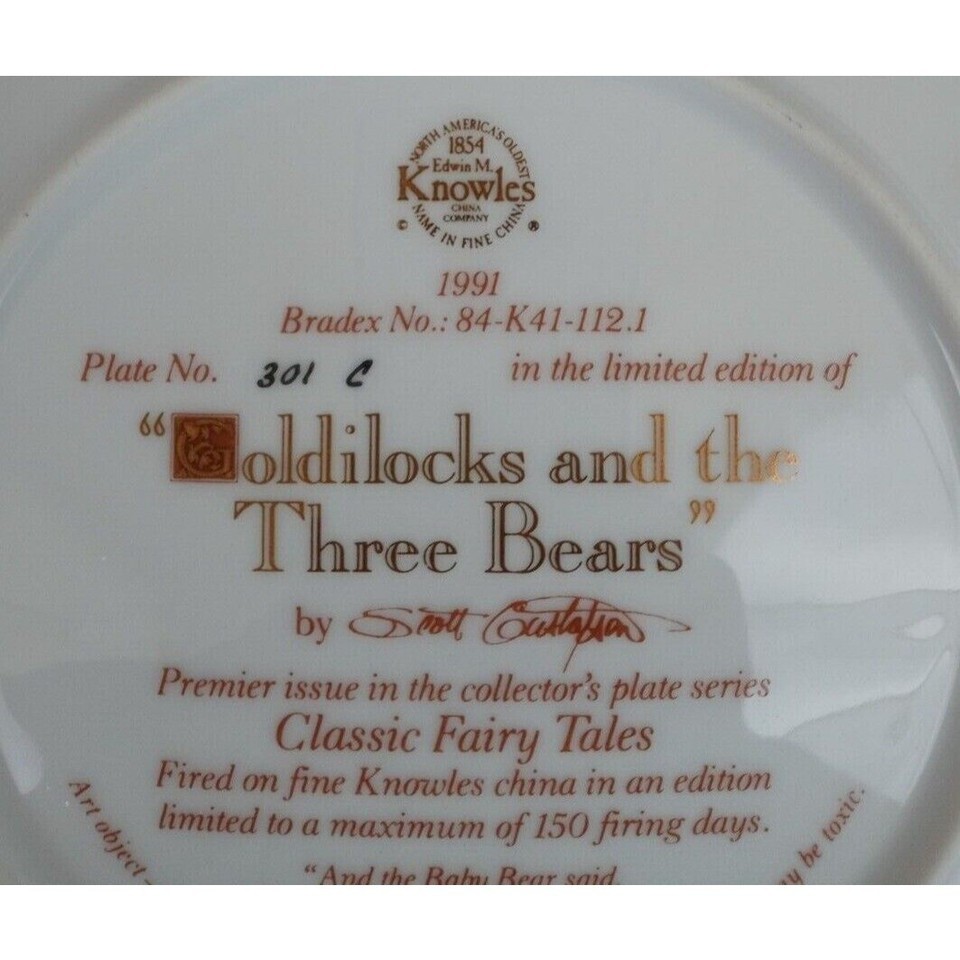 NORTH AMERICA'S OLDEST
1854
Edwin M.
Knowles
CHINA
COMPANY
© NAME IN FINE CHINA ®
1991
Bradex No.: 84-K41-112.1
Plate No. 301 C in the limited edition of
“Goldilocks and the
Three Bears”
by Scott Gustafson
Premier issue in the collector's plate series
Classic Fairy Tales
Fired on fine Knowles china in an edition
limited to a maximum of 150 firing days.
“And the Baby Bear said,
Art object
be toxic.